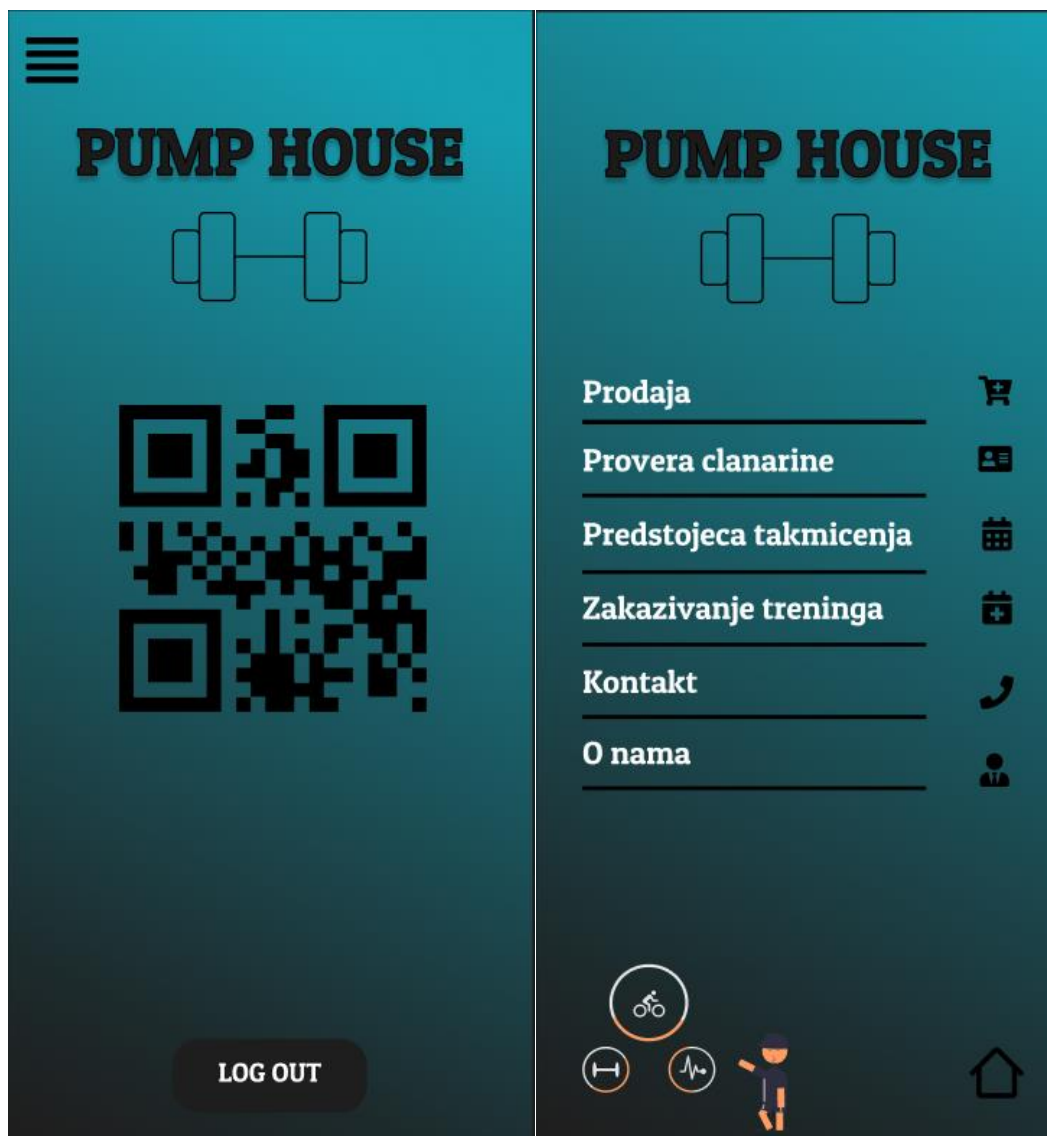 PUMP HOUSE
LOG OUT
PUMP HOUSE
Prodaja
Provera clanarine
Predstojeca takmicenja
Zakazivanje treninga
Kontakt
O nama